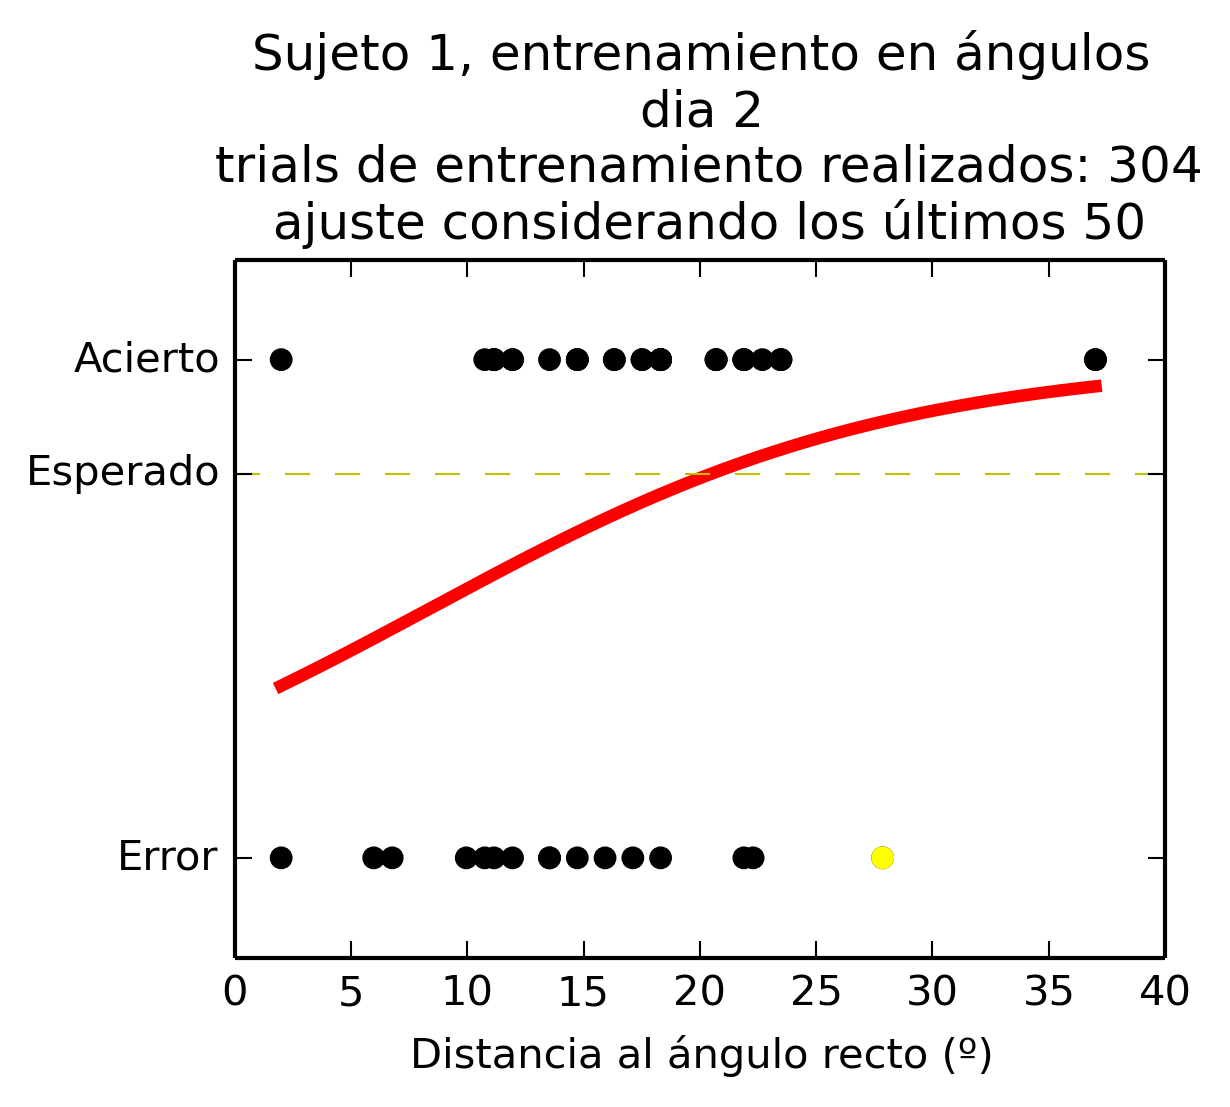 Sujeto 1, entrenamiento en ángulos
dia 2
trials de entrenamiento realizados: 304
ajuste considerando los últimos 50
Acierto
Esperado
Error
0 5 10 15 20 25 30 35 40
Distancia al ángulo recto (º)